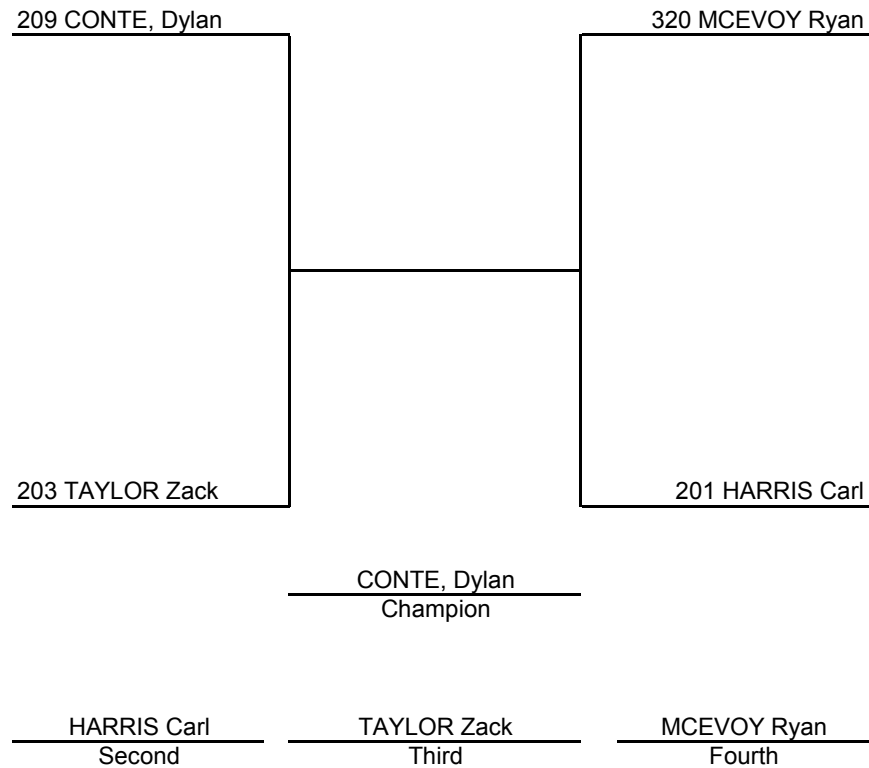 209 CONTE, Dylan
320 MCEVOY Ryan
203 TAYLOR Zack
201 HARRIS Carl
CONTE, Dylan
Champion
HARRIS Carl
TAYLOR Zack
MCEVOY Ryan
Second
Third
Fourth